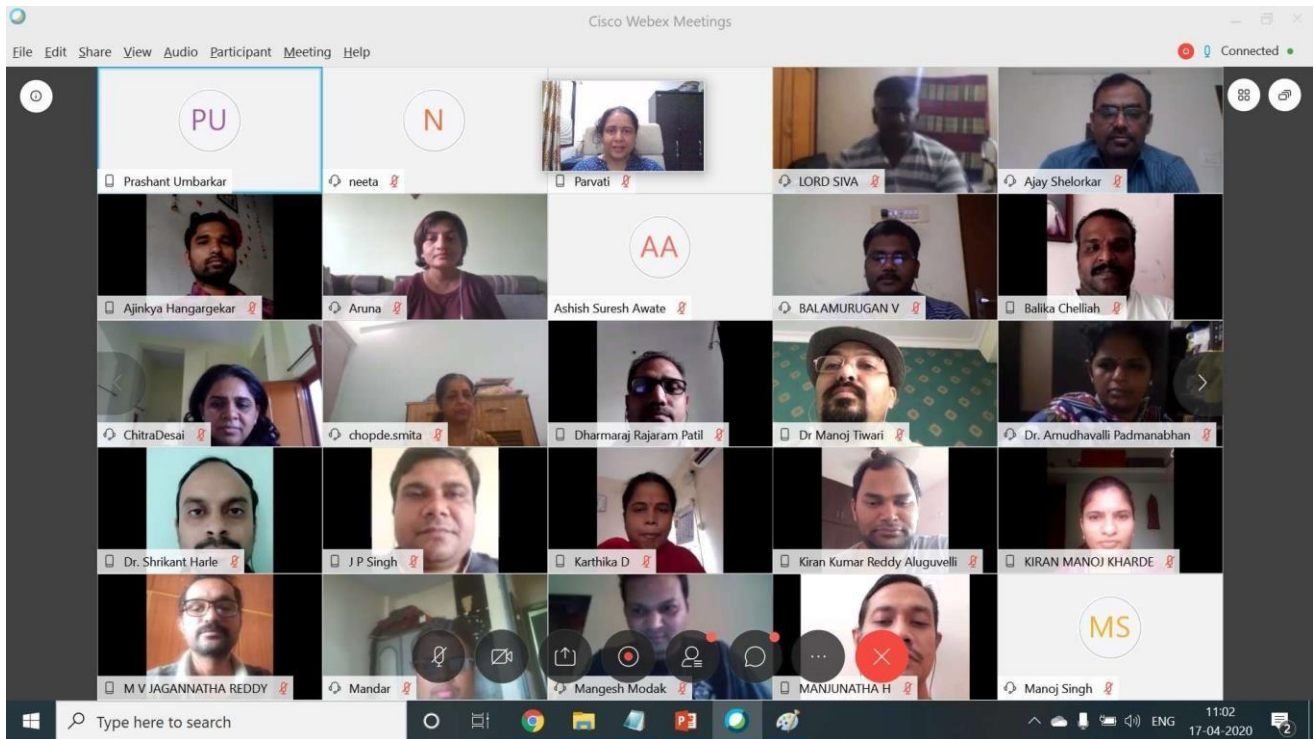 Cisco Webex Meetings
File Edit Share View Audio Participant Meeting Help
Connected
PU
N
Prashant Umbarkar
neeta
Parvati
LORD SIVA
Ajay Shelorkar
AA
Ajinkya Hangargekar
Aruna
Ashish Suresh Awate
BALAMURUGAN V
Balika Chelliah
ChitraDesai
chopde.smita
Dharmaraj Rajaram Patil
Dr Manoj Tiwari
Dr. Amudhavalli Padmanabhan
Dr. Shrikant Harle
J P Singh
Karthika D
Kiran Kumar Reddy Aluguvelli
KIRAN MANOJ KHARDE
MS
M V JAGANNATHA REDDY
Mandar
Mangesh Modak
MANJUNATHA H
Manoj Singh
Type here to search
ENG
11:02
17-04-2020
2